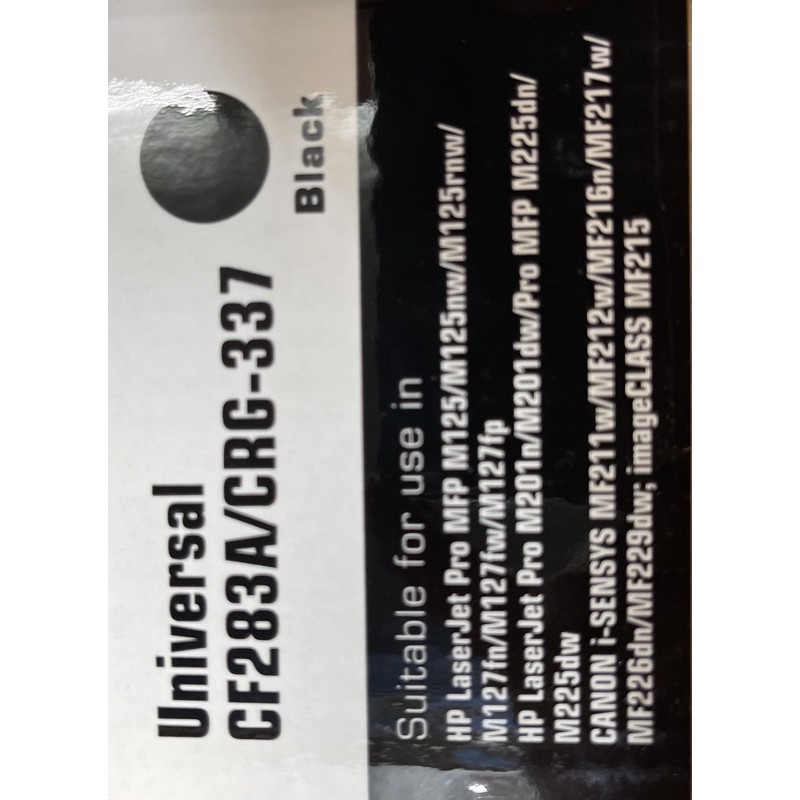 Universal
CF283A/CRG-337
Black
Suitable for use in
HP LaserJet Pro MFP M125/M125nw/M125rnw/
M127fn/M127fw/M127fp
HP LaserJet Pro M201n/M201dw/Pro MFP M225dn/
M225dw
CANON i-SENSYS MF211w/MF212w/MF216n/MF217w/
MF226dn/MF229dw; imageCLASS MF215